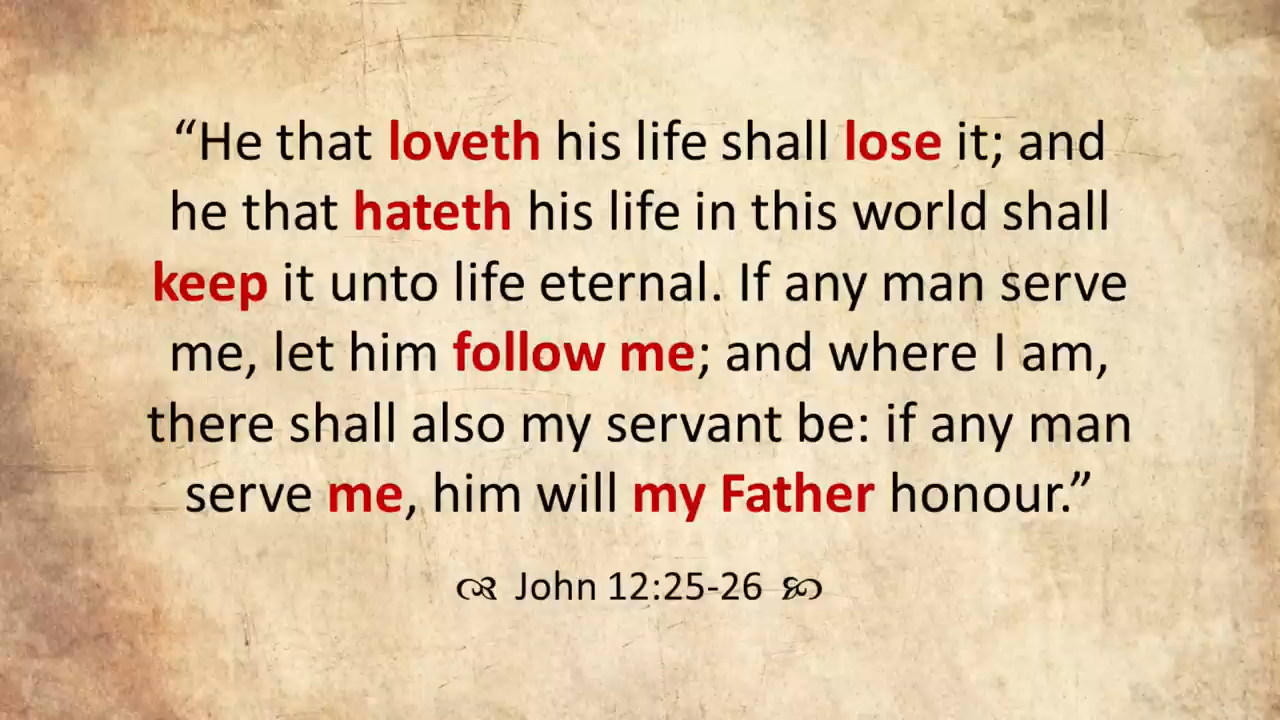 “He that loveth his life shall lose it; and
he that hateth his life in this world shall
keep it unto life eternal. If any man serve
me, let him follow me; and where I am,
there shall also my servant be: if any man
serve me, him will my Father honour.”
John 12:25-26